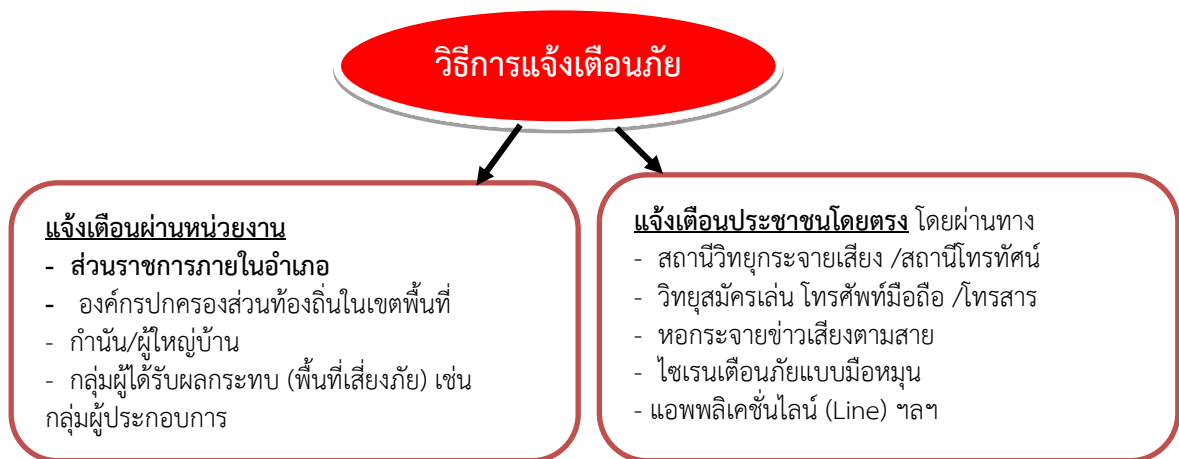 วิธีการแจ้งเตือนภัย
แจ้งเตือนผ่านหน่วยงาน
- ส่วนราชการภายในอำเภอ
- องค์กรปกครองส่วนท้องถิ่นในเขตพื้นที่
- กำนัน/ผู้ใหญ่บ้าน
- กลุ่มผู้ได้รับผลกระทบ (พื้นที่เสี่ยงภัย) เช่น
กลุ่มผู้ประกอบการ
แจ้งเตือนประชาชนโดยตรง โดยผ่านทาง
- สถานีวิทยุกระจายเสียง /สถานีโทรทัศน์
- วิทยุสมัครเล่น โทรศัพท์มือถือ /โทรสาร
- หอกระจายข่าวเสียงตามสาย
- ไซเรนเตือนภัยแบบมือหมุน
- แอพพลิเคชั่นไลน์ (Line) ฯลฯ